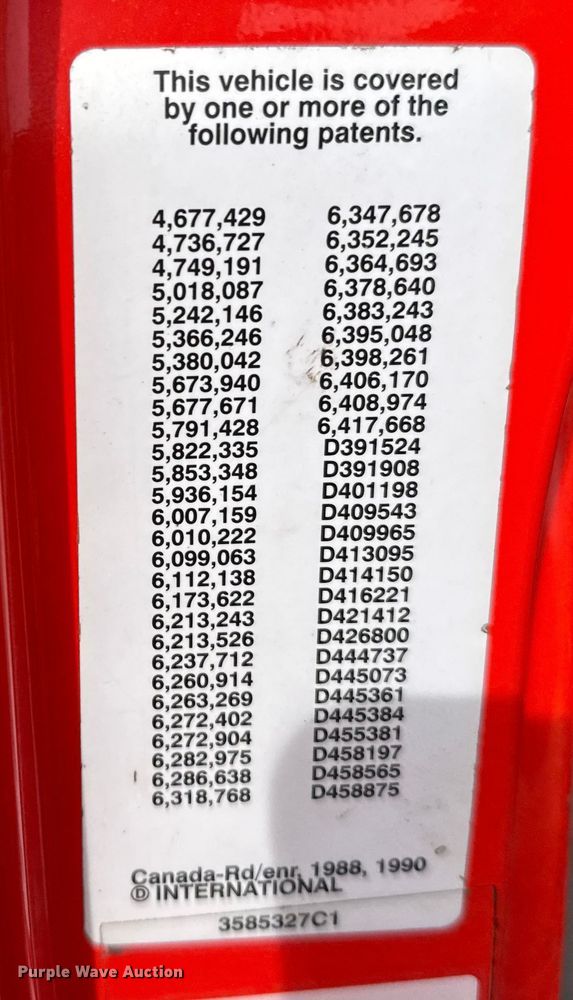 This vehicle is covered
by one or more of the
following patents.
4,677,429
4,736,727
4,749,191
5,018,087
5,242,146
5,366,246
5,380,042
5,673,940
5,677,671
5,791,428
5,822,335
5,853,348
5,936,154
6,007,159
6,010,222
6,099,063
6,112,138
6,173,622
6,213,243
6,213,526
6,237,712
6,260,914
6,263,269
6,272,402
6,272,904
6,282,975
6,286,638
6,318,768
6,347,678
6,352,245
6,364,693
6,378,640
6,383,243
6,395,048
6,398,261
6,406,170
6,408,974
6,417,668
D391524
D391908
D401198
D409543
D409965
D413095
D414150
D416221
D421412
D426800
D444737
D445073
D445361
D445384
D455381
D458197
D458565
D458875
Canada-Rd/enr, 1988, 1990
© INTERNATIONAL
3585327C1
Purple Wave Auction